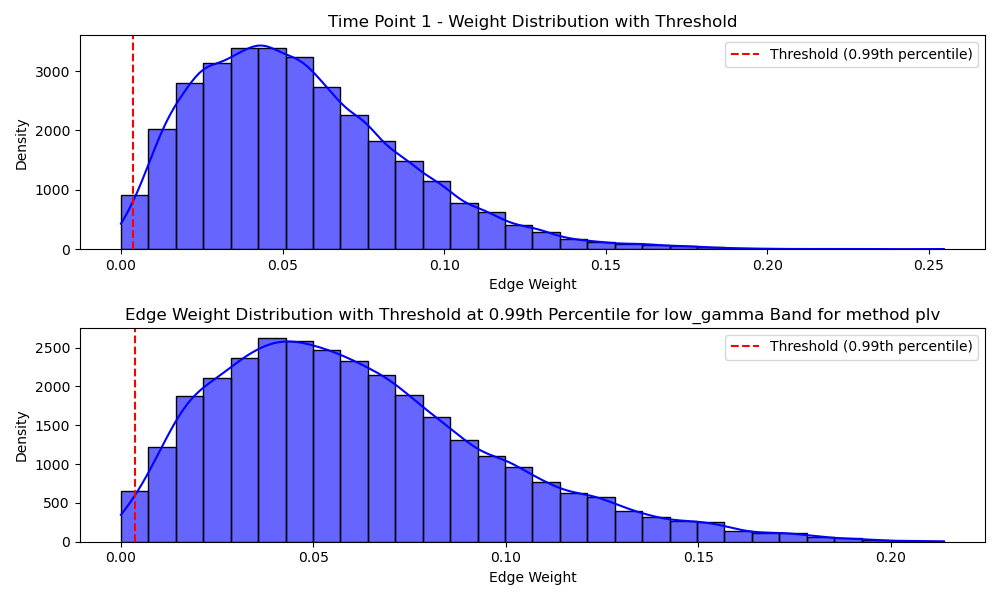 Time Point 1 - Weight Distribution with Threshold
Threshold (0.99th percentile)
Density
3000
2000
1000
0
0.00 0.05 0.10 0.15 0.20 0.25
Edge Weight
Edge Weight Distribution with Threshold at 0.99th Percentile for low_gamma Band for method plv
Threshold (0.99th percentile)
Density
2500
2000
1500
1000
500
0
0.00 0.05 0.10 0.15 0.20
Edge Weight